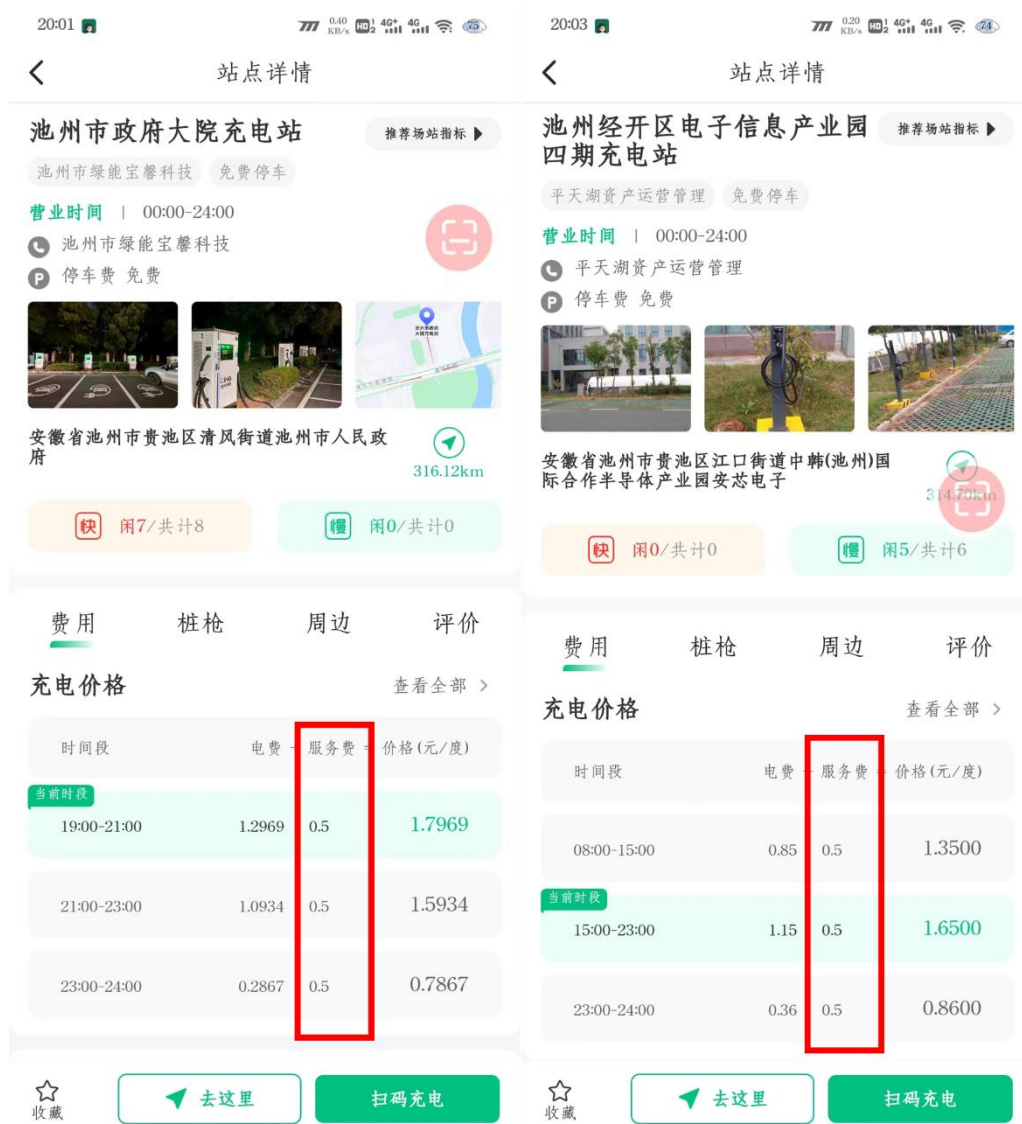 20:01
0.40 KB/s HD 1 2 4G+ 4G 75
站点详情
池州市政府大院充电站
推荐场站指标
池州市绿能宝馨科技 免费停车
营业时间 | 00:00-24:00
池州市绿能宝馨科技
P 停车费 免费
安徽省池州市贵池区清风街道池州市人民政
府
316.12km
快 闲7/共计8
慢 闲0/共计0
费用 桩枪 周边 评价
充电价格
查看全部 >
时间段 电费 + 服务费 = 价格(元/度)
当前时段
19:00-21:00 1.2969 0.5 1.7969
21:00-23:00 1.0934 0.5 1.5934
23:00-24:00 0.2867 0.5 0.7867
收藏
去这里
扫码充电
20:03
0.20 KB/s HD 1 2 4G+ 4G 74
站点详情
池州经开区电子信息产业园
四期充电站
推荐场站指标
平天湖资产运营管理 免费停车
营业时间 | 00:00-24:00
平天湖资产运营管理
P 停车费 免费
安徽省池州市贵池区江口街道中韩(池州)国
际合作半导体产业园安芯电子
314.70km
快 闲0/共计0
慢 闲5/共计6
费用 桩枪 周边 评价
充电价格
查看全部 >
时间段 电费 + 服务费 = 价格(元/度)
08:00-15:00 0.85 0.5 1.3500
当前时段
15:00-23:00 1.15 0.5 1.6500
23:00-24:00 0.36 0.5 0.8600
收藏
去这里
扫码充电